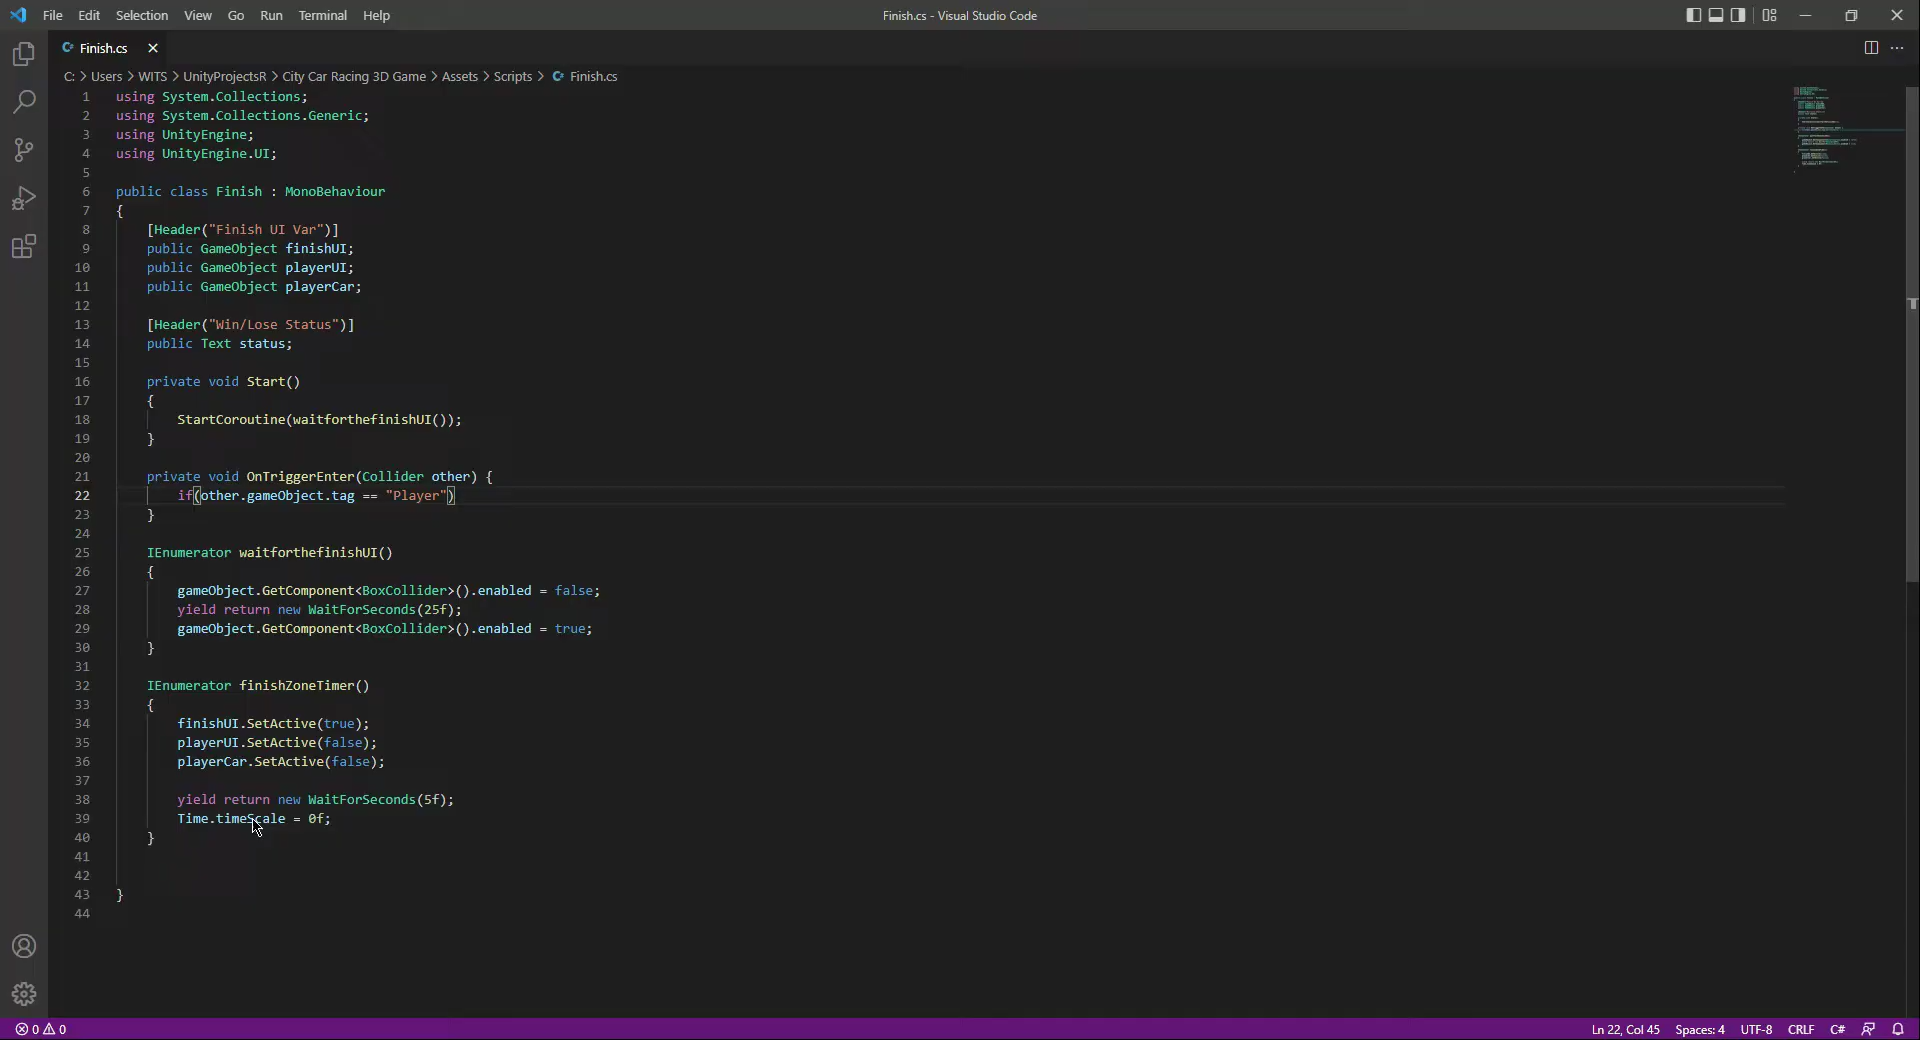 File Edit Selection View Go Run Terminal Help
Finish.cs - Visual Studio Code
Finish.cs
C: > Users > WITS > UnityProjectsR > City Car Racing 3D Game > Assets > Scripts > Finish.cs
1 using System.Collections;
2 using System.Collections.Generic;
3 using UnityEngine;
4 using UnityEngine.UI;
5
6 public class Finish : MonoBehaviour
7 {
8 [Header("Finish UI Var")]
9 public GameObject finishUI;
10 public GameObject playerUI;
11 public GameObject playerCar;
12
13 [Header("Win/Lose Status")]
14 public Text status;
15
16 private void Start()
17 {
18 StartCoroutine(waitforthefinishUI());
19 }
20
21 private void OnTriggerEnter(Collider other) {
22 if(other.gameObject.tag == "Player")
23 }
24
25 IEnumerator waitforthefinishUI()
26 {
27 gameObject.GetComponent<BoxCollider>().enabled = false;
28 yield return new WaitForSeconds(25f);
29 gameObject.GetComponent<BoxCollider>().enabled = true;
30 }
31
32 IEnumerator finishZoneTimer()
33 {
34 finishUI.SetActive(true);
35 playerUI.SetActive(false);
36 playerCar.SetActive(false);
37
38 yield return new WaitForSeconds(5f);
39 Time.timeScale = 0f;
40 }
41
42
43 }
44
0 0 Ln 22, Col 45 Spaces: 4 UTF-8 CRLF C#